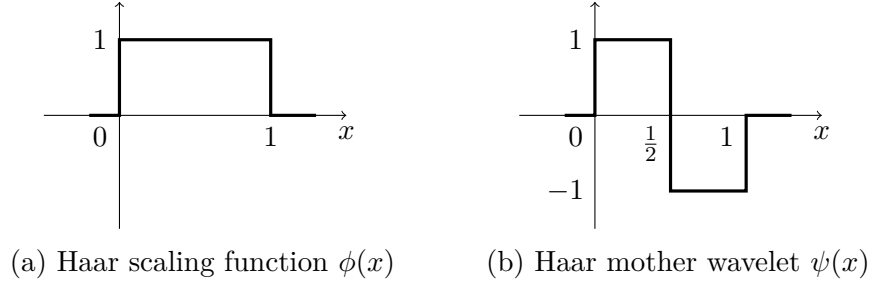 1
0
1
x
(a) Haar scaling function ϕ(x)
1
0
1/2
1
x
−1
(b) Haar mother wavelet ψ(x)